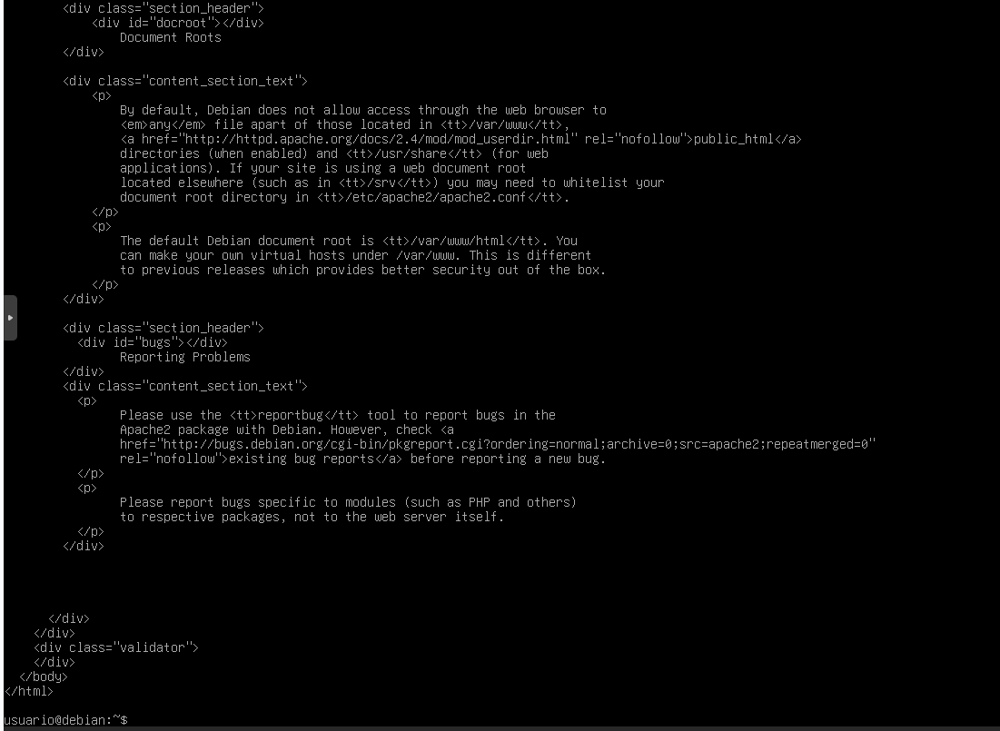 <div class="section_header">
<div id="docroot"></div>
Document Roots
</div>
<div class="content_section_text">
<p>
By default, Debian does not allow access through the web browser to
<em>any</em> file apart of those located in <tt>/var/www</tt>,
<a href="http://httpd.apache.org/docs/2.4/mod/mod_userdir.html" rel="nofollow">public_html</a>
directories (when enabled) and <tt>/usr/share</tt> (for web
applications). If your site is using a web document root
located elsewhere (such as in <tt>/srv</tt>) you may need to whitelist your
document root directory in <tt>/etc/apache2/apache2.conf</tt>.
</p>
<p>
The default Debian document root is <tt>/var/www/html</tt>. You
can make your own virtual hosts under /var/www. This is different
to previous releases which provides better security out of the box.
</p>
</div>
<div class="section_header">
<div id="bugs"></div>
Reporting Problems
</div>
<div class="content_section_text">
<p>
Please use the <tt>reportbug</tt> tool to report bugs in the
Apache2 package with Debian. However, check <a
href="http://bugs.debian.org/cgi-bin/pkgreport.cgi?ordering=normal;archive=0;src=apache2;repeatmerged=0"
rel="nofollow">existing bug reports</a> before reporting a new bug.
</p>
<p>
Please report bugs specific to modules (such as PHP and others)
to respective packages, not to the web server itself.
</p>
</div>
</div>
</div>
<div class="validator">
</div>
</body>
</html>
usuario@debian:~$